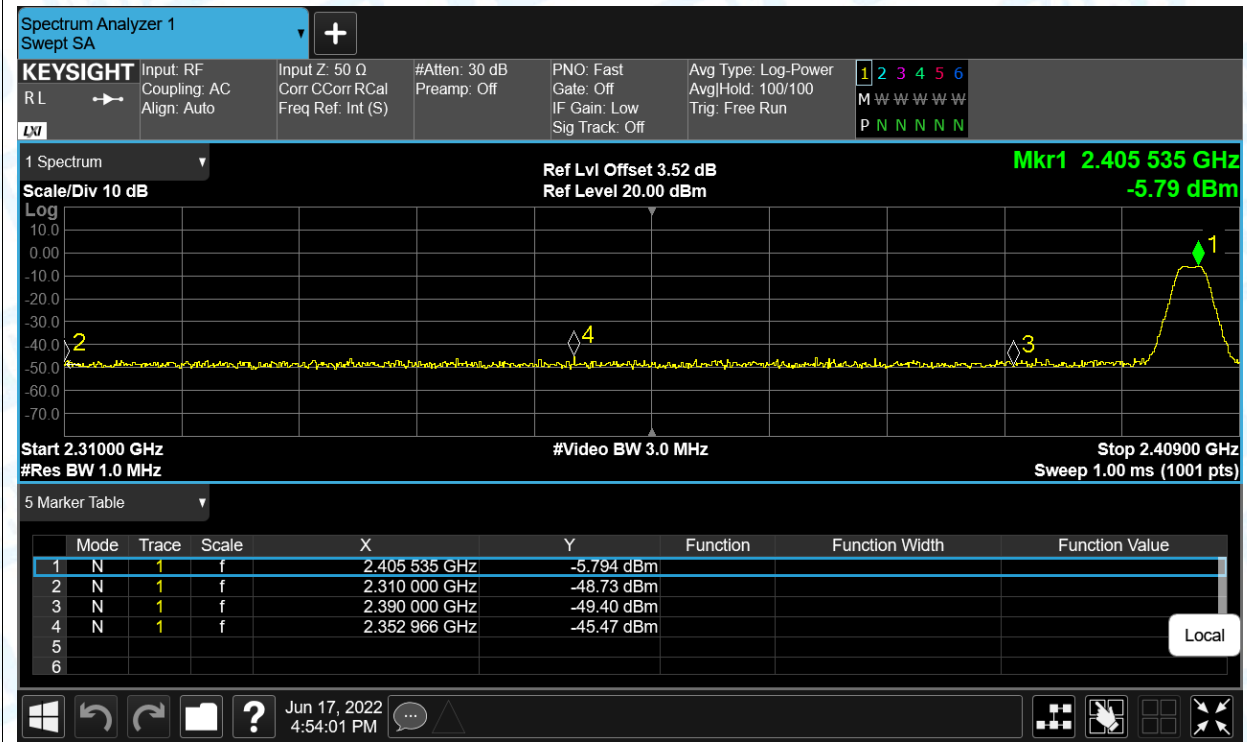 Spectrum Analyzer 1
Swept SA
+
KEYSIGHT
R L
LXI
Input: RF
Coupling: AC
Align: Auto
Input Z: 50 Ω
Corr CCorr RCal
Freq Ref: Int (S)
#Atten: 30 dB
Preamp: Off
PNO: Fast
Gate: Off
IF Gain: Low
Sig Track: Off
Avg Type: Log-Power
Avg|Hold: 100/100
Trig: Free Run
1 2 3 4 5 6
M W W W W W
P N N N N N
1 Spectrum
Scale/Div 10 dB
Ref Lvl Offset 3.52 dB
Ref Level 20.00 dBm
Mkr1 2.405 535 GHz
-5.79 dBm
Log
10.0
0.00
-10.0
-20.0
-30.0
-40.0
-50.0
-60.0
-70.0
1
2
4
3
Start 2.31000 GHz
#Video BW 3.0 MHz
Stop 2.40900 GHz
#Res BW 1.0 MHz
Sweep 1.00 ms (1001 pts)
5 Marker Table
Mode Trace Scale X Y Function Function Width Function Value
1 N 1 f 2.405 535 GHz -5.794 dBm
2 N 1 f 2.310 000 GHz -48.73 dBm
3 N 1 f 2.390 000 GHz -49.40 dBm
4 N 1 f 2.352 966 GHz -45.47 dBm
5
6
Local
?
Jun 17, 2022
4:54:01 PM